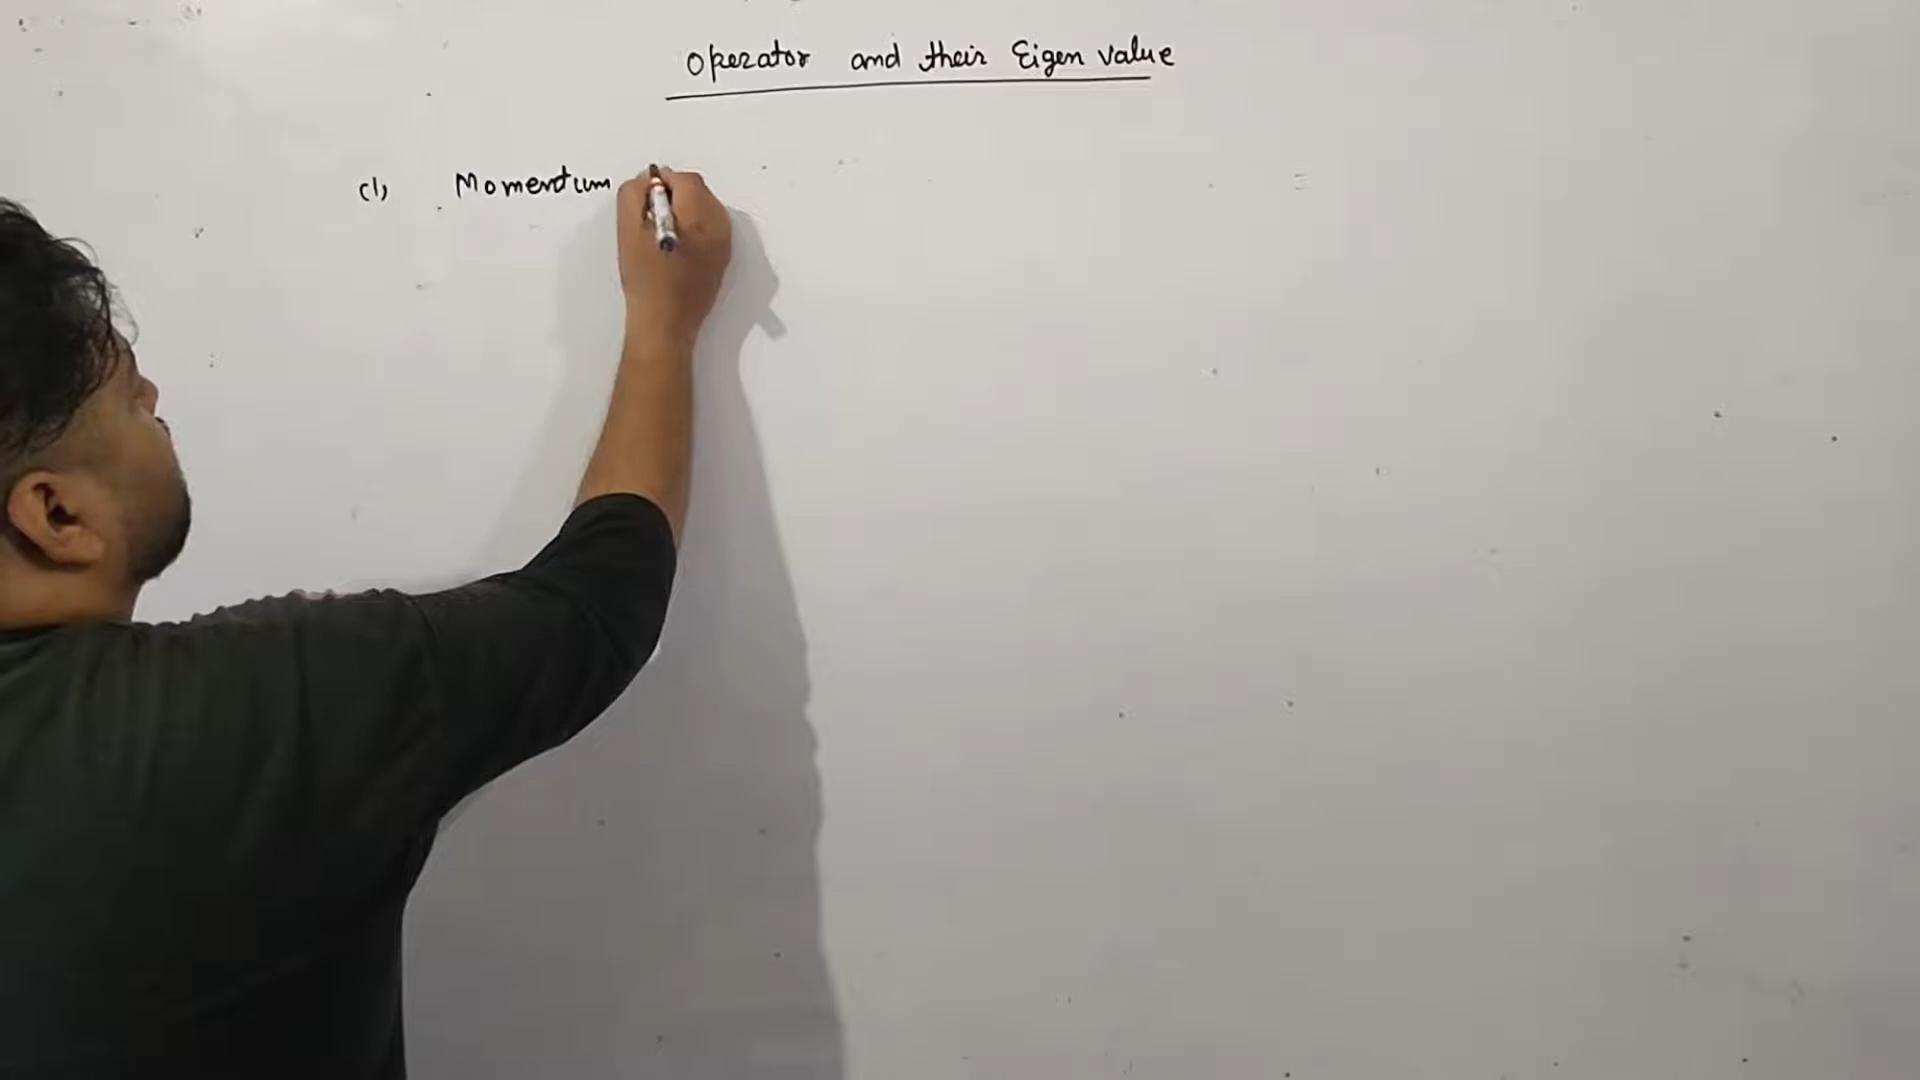 Operator and their Eigen value
(1) Momentum